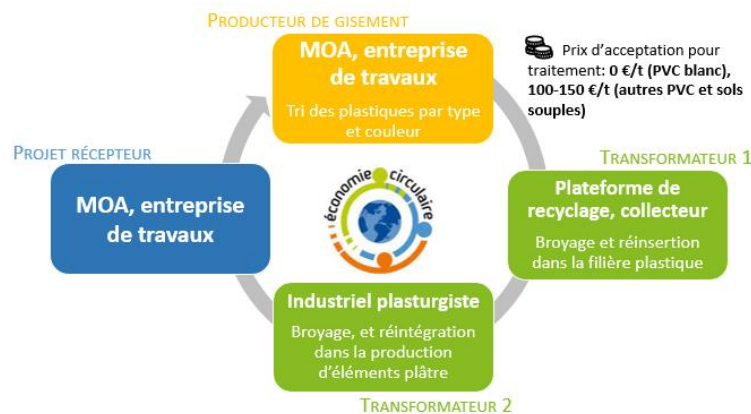 PRODUCTEUR DE GISEMENT
MOA, entreprise
de travaux
Tri des plastiques par type
et couleur
Prix d'acceptation pour
traitement: 0 €/t (PVC blanc),
100-150 €/t (autres PVC et sols
souples)
TRANSFORMATEUR 1
Plateforme de
recyclage, collecteur
Broyage et réinsertion
dans la filière plastique
PROJET RÉCEPTEUR
MOA, entreprise
de travaux
économie circulaire
Industriel plasturgiste
Broyage, et réintégration
dans la production
d'éléments plâtre
TRANSFORMATEUR 2